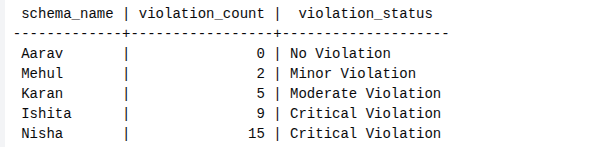 schema_name | violation_count |  violation_status
-------------+-----------------+--------------------
 Aarav       |               0 | No Violation
 Mehul       |               2 | Minor Violation
 Karan       |               5 | Moderate Violation
 Ishita      |               9 | Critical Violation
 Nisha       |              15 | Critical Violation